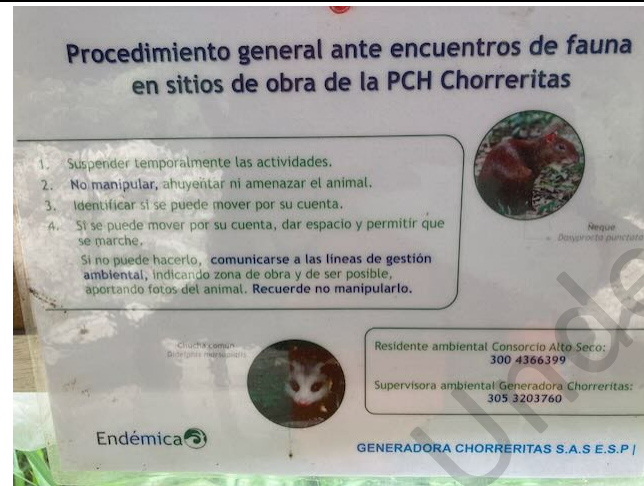 Procedimiento general ante encuentros de fauna
en sitios de obra de la PCH Chorreritas
1. Suspender temporalmente las actividades.
2. No manipular, ahuyentar ni amenazar el animal.
3. Identificar si se puede mover por su cuenta.
4. Si se puede mover por su cuenta, dar espacio y permitir que
se marche.
Si no puede hacerlo, comunicarse a las líneas de gestión
ambiental, indicando zona de obra y de ser posible,
aportando fotos del animal. Recuerde no manipularlo.
Ñeque
Dasyprocta punctata
Chucha común
Didelphis marsupialis
Residente ambiental Consorcio Alto Seco:
300 4366399
Supervisora ambiental Generadora Chorreritas:
305 3203760
Endémica
GENERADORA CHORRERITAS S.A.S E.S.P |